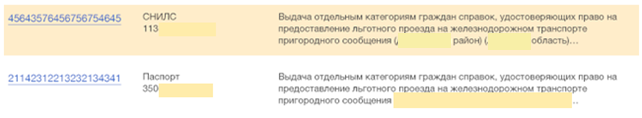 45643576456756754645
СНИЛС
113
Выдача отдельным категориям граждан справок, удостоверяющих право на
предоставление льготного проезда на железнодорожном транспорте
пригородного сообщения ( район) ( область)...
21142312213232134341
Паспорт
350
Выдача отдельным категориям граждан справок, удостоверяющих право на
предоставление льготного проезда на железнодорожном транспорте
пригородного сообщения ..